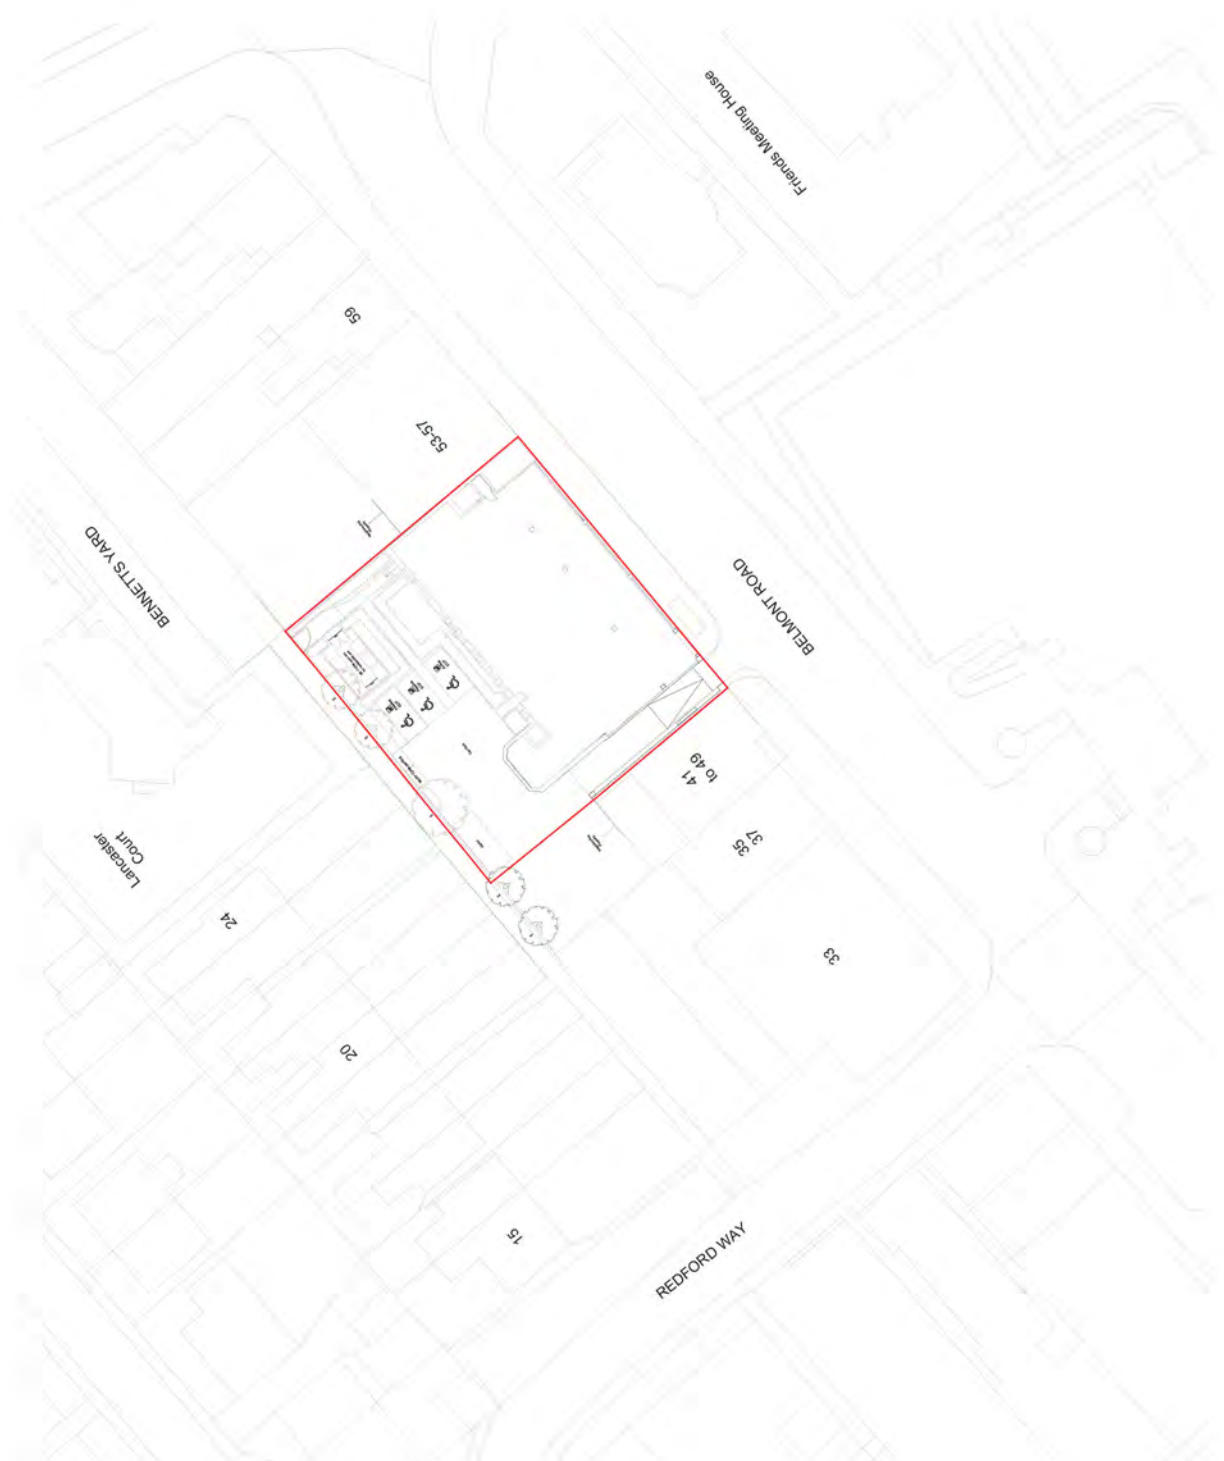 Friends Meeting House
59
53-57
BENNETTS YARD
BELMONT ROAD
41
to 49
37
35
Lancaster
Court
24
33
20
15
REDFORD WAY